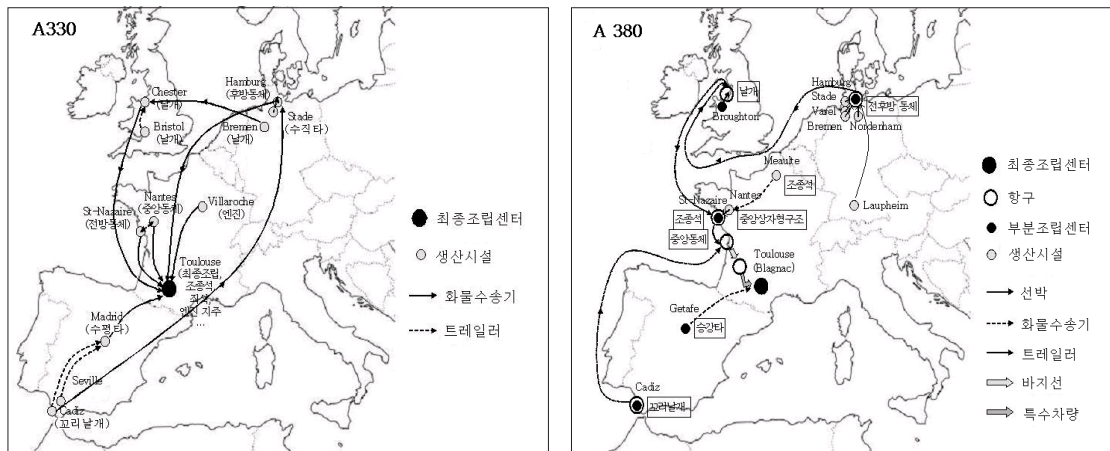 A330
Chester
(날개)
Bristol
(날개)
Hamburg
(후방동체)
Stade
(수직타)
Bremen
(날개)
Nantes
(중앙동체)
St-Nazaire
(전방동체)
Villaroche
(엔진)
Toulouse
(최종조립,
조종석,
좌석,
엔진 지주
...
Madrid
(수평타)
Seville
Cadiz
(꼬리날개)
최종조립센터
생산시설
화물수송기
트레일러
A 380
날개
Broughton
Hamburg
Stade
Varel
Bremen
Nordenham
전후방 동체
Meaulte
조종석
Laupheim
St-Nazaire
Nantes
조종석
중앙상자형구조
중앙동체
Toulouse
(Blagnac)
Getafe
승강타
Cadiz
꼬리날개
최종조립센터
항구
부분조립센터
생산시설
선박
화물수송기
트레일러
바지선
특수차량